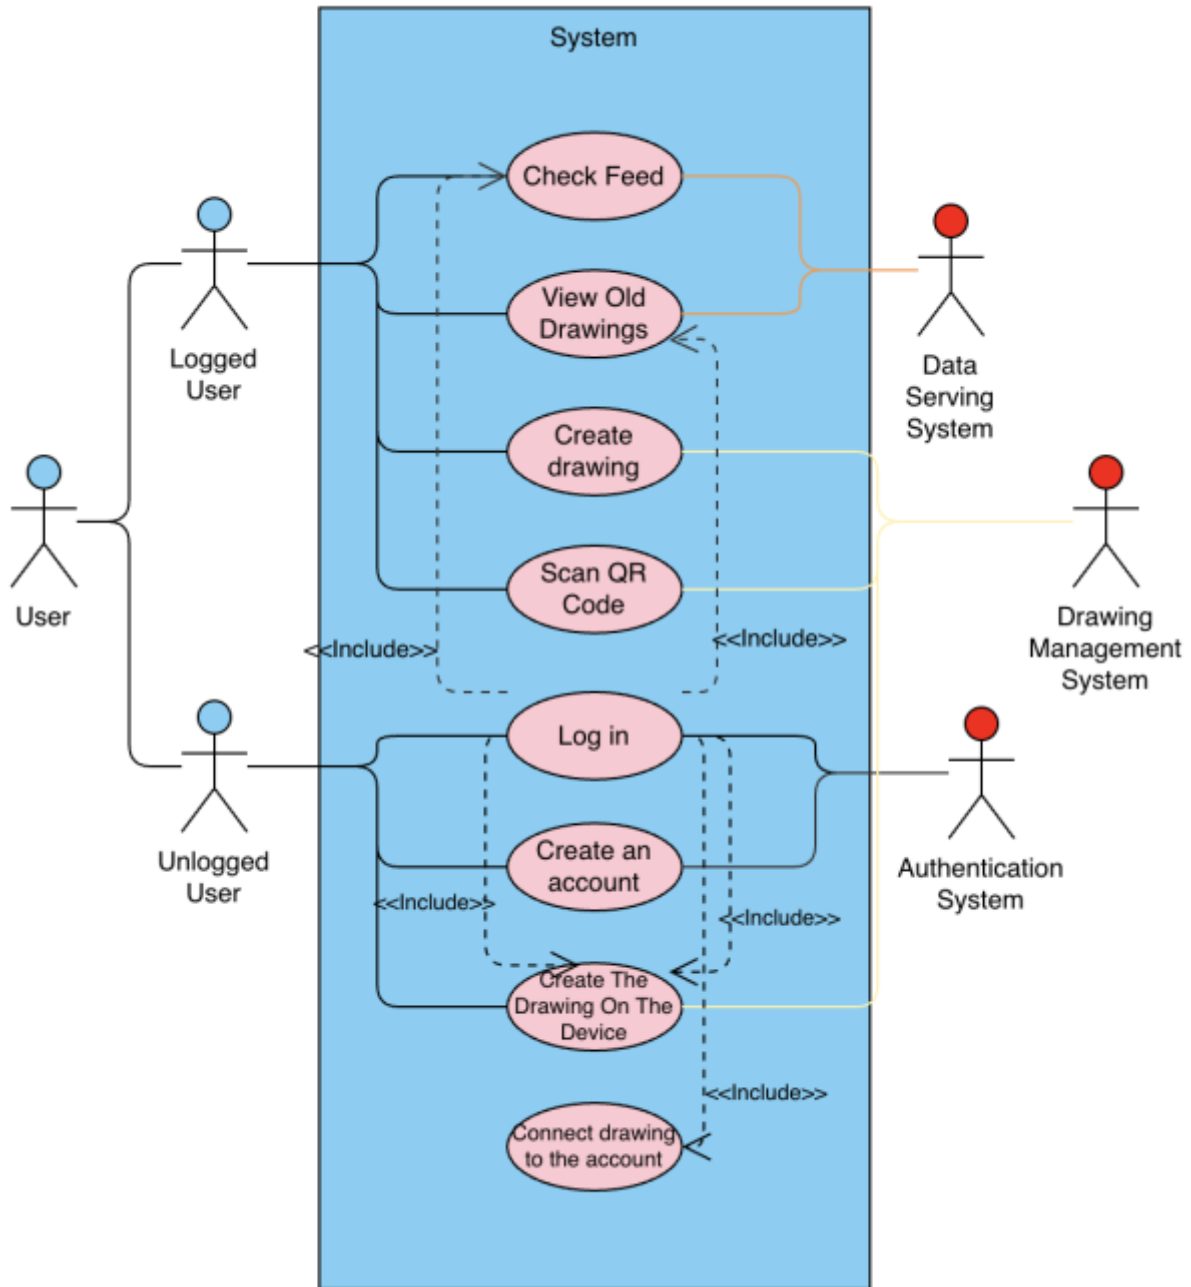 System
Check Feed
View Old
Drawings
Create
drawing
Scan QR
Code
<<Include>>
<<Include>>
Log in
Create an
account
<<Include>>
<<Include>>
Create The
Drawing On The
Device
<<Include>>
Connect drawing
to the account
Logged
User
User
Unlogged
User
Data
Serving
System
Drawing
Management
System
Authentication
System